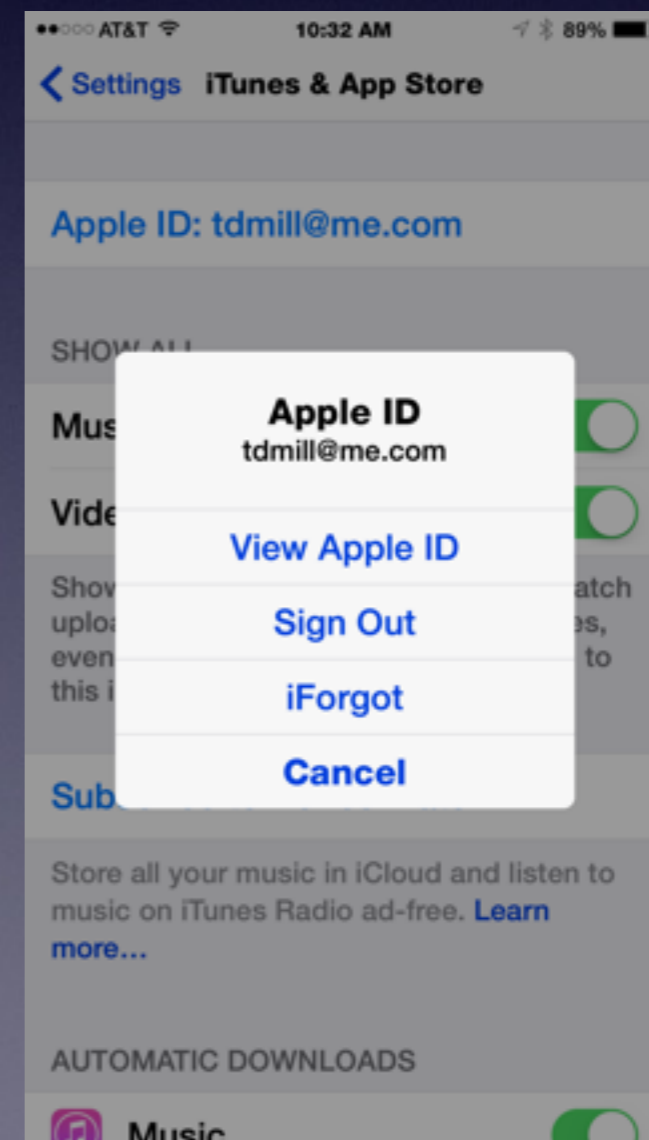 AT&T 10:32 AM 89%
Settings iTunes & App Store
Apple ID: tdmill@me.com
SHOW ALL
Mus
Apple ID
tdmill@me.com
Vide
View Apple ID
Show atch
uploa Sign Out es,
even to
this i iForgot
Cancel
Sub
Store all your music in iCloud and listen to
music on iTunes Radio ad-free. Learn
more...
AUTOMATIC DOWNLOADS
Music